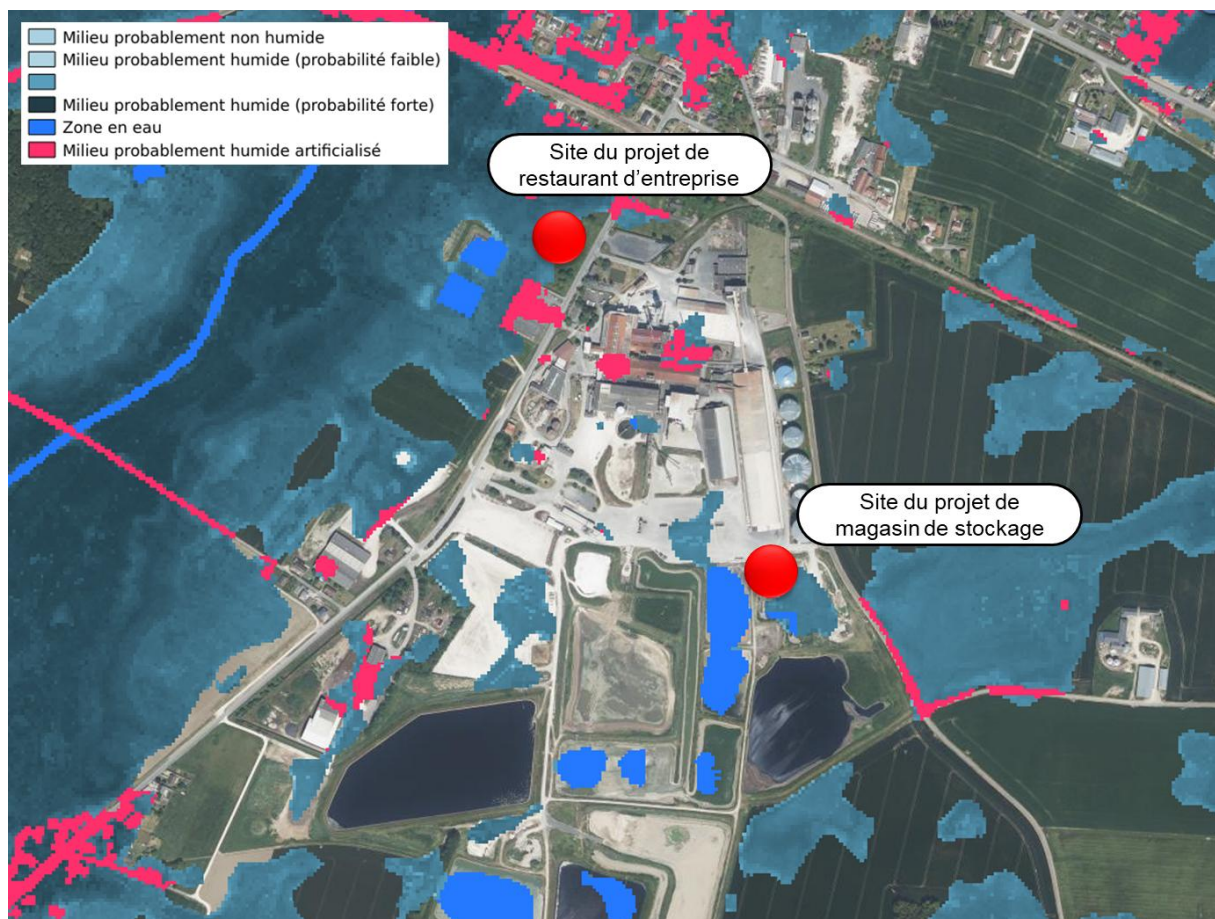 Milieu probablement non humide
Milieu probablement humide (probabilité faible)
Milieu probablement humide (probabilité forte)
Zone en eau
Milieu probablement humide artificialisé
Site du projet de
restaurant d’entreprise
Site du projet de
magasin de stockage